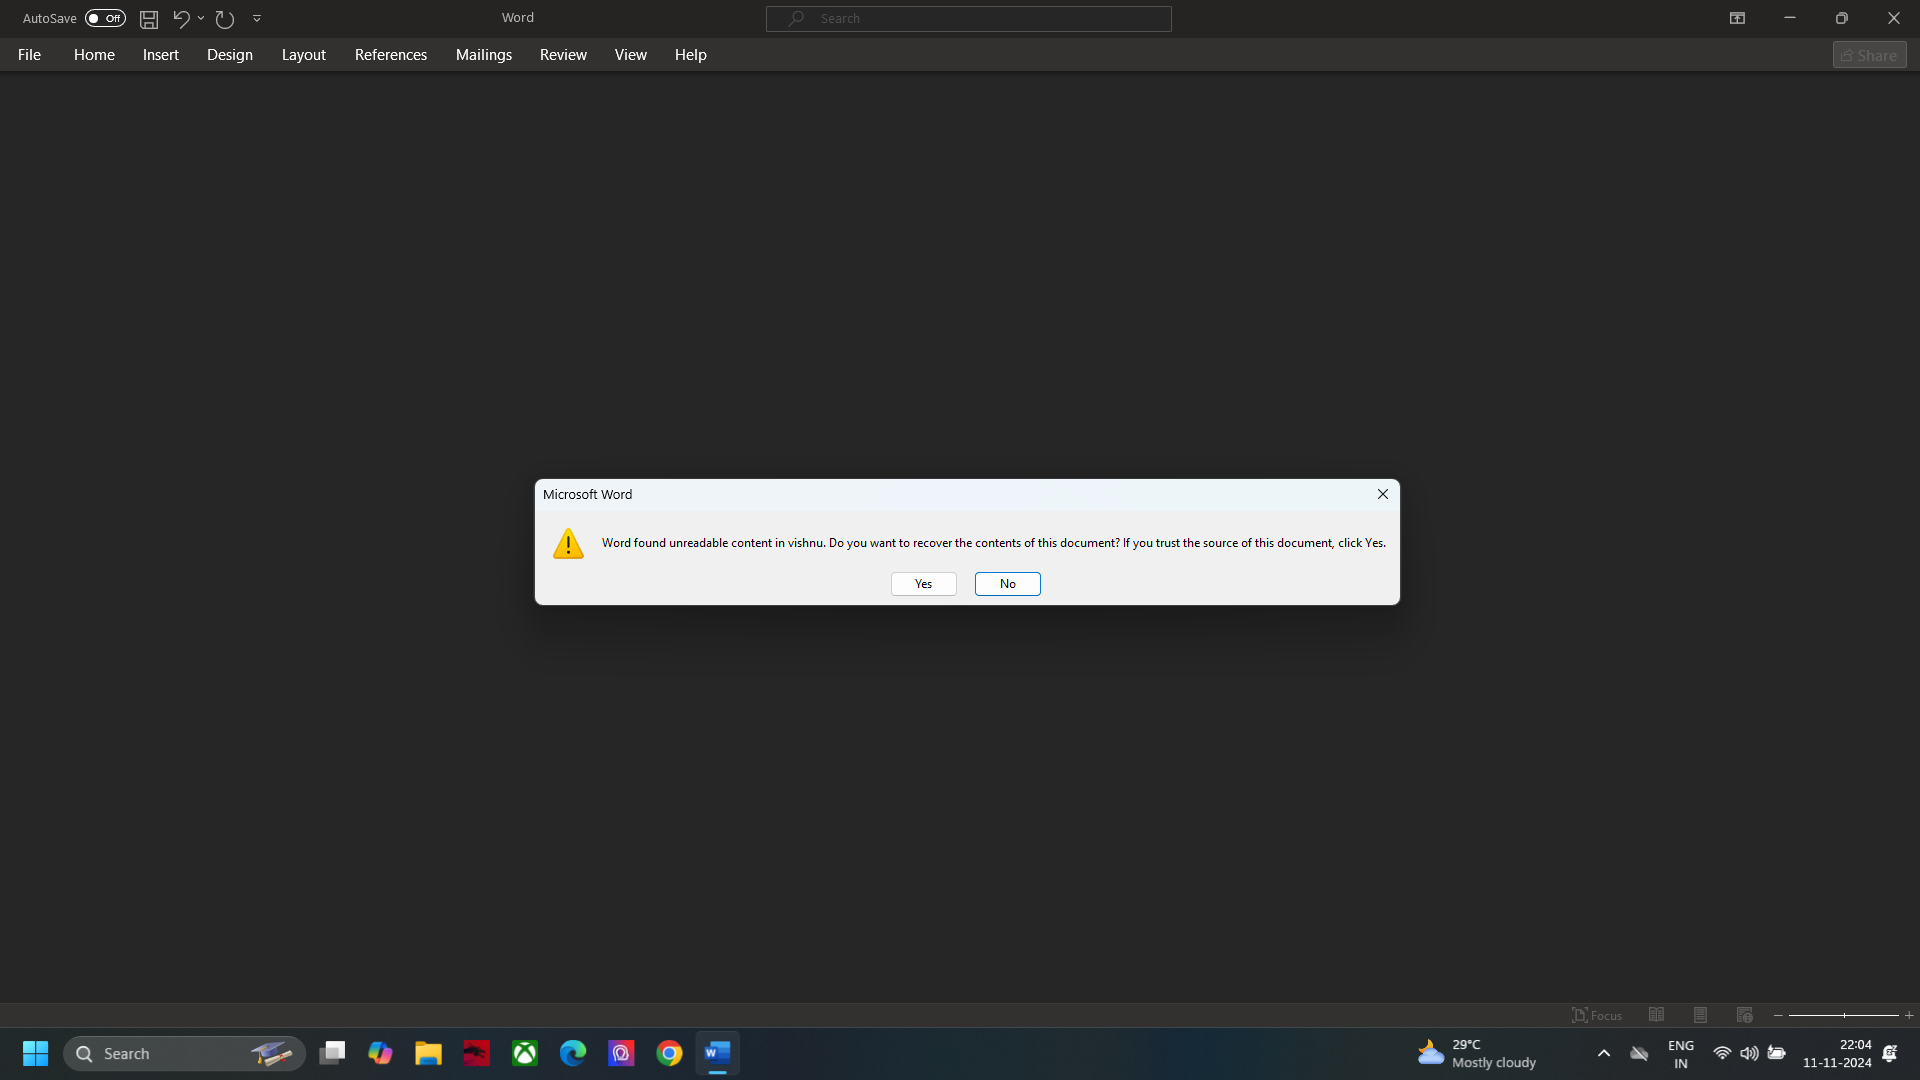 AutoSave Off Word Search
File Home Insert Design Layout References Mailings Review View Help Share
Microsoft Word
Word found unreadable content in vishnu. Do you want to recover the contents of this document? If you trust the source of this document, click Yes.
Yes No
Focus
Search 29°C ENG 22:04
Mostly cloudy IN 11-11-2024